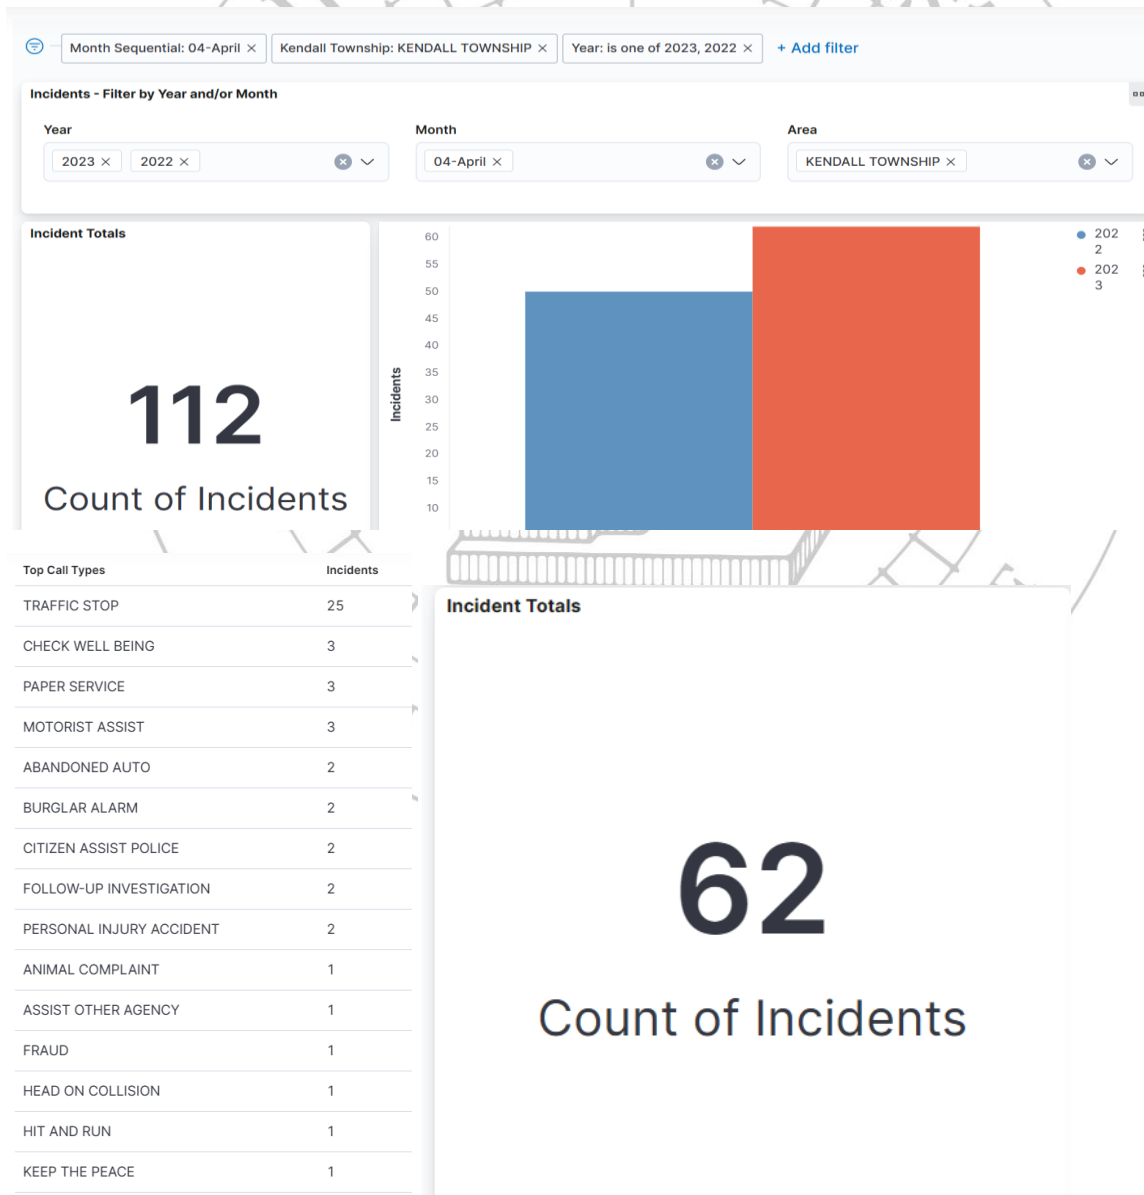 Month Sequential: 04-April × Kendall Township: KENDALL TOWNSHIP × Year: is one of 2023, 2022 × + Add filter
Incidents - Filter by Year and/or Month
Year Month Area
2023 × 2022 × 04-April × KENDALL TOWNSHIP ×
Incident Totals
112
Count of Incidents
60
55
50
45
40
35
30
25
20
15
10
Incidents
202
2
202
3
Top Call Types Incidents
TRAFFIC STOP 25
CHECK WELL BEING 3
PAPER SERVICE 3
MOTORIST ASSIST 3
ABANDONED AUTO 2
BURGLAR ALARM 2
CITIZEN ASSIST POLICE 2
FOLLOW-UP INVESTIGATION 2
PERSONAL INJURY ACCIDENT 2
ANIMAL COMPLAINT 1
ASSIST OTHER AGENCY 1
FRAUD 1
HEAD ON COLLISION 1
HIT AND RUN 1
KEEP THE PEACE 1
Incident Totals
62
Count of Incidents